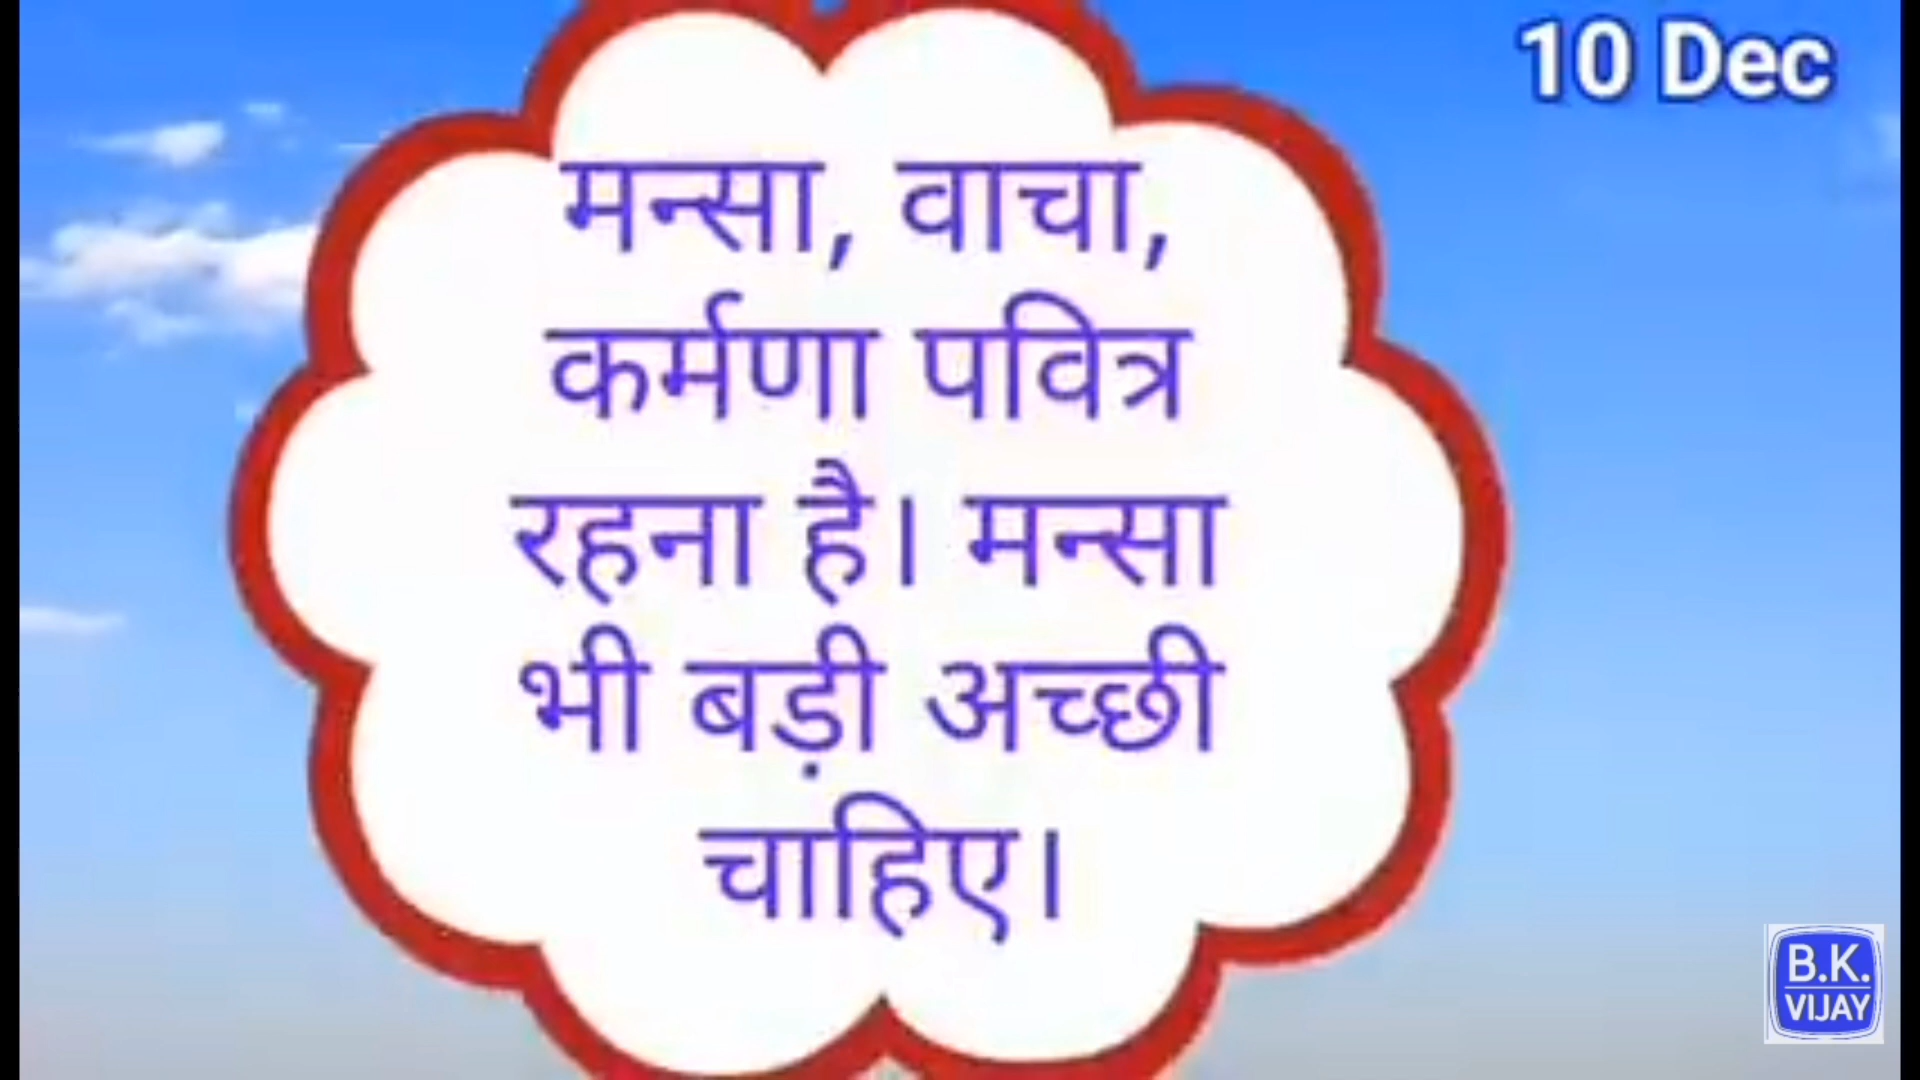 10 Dec
मन्सा, वाचा,
कर्मणा पवित्र
रहना है। मन्सा
भी बड़ी अच्छी
चाहिए।
B.K.
VIJAY